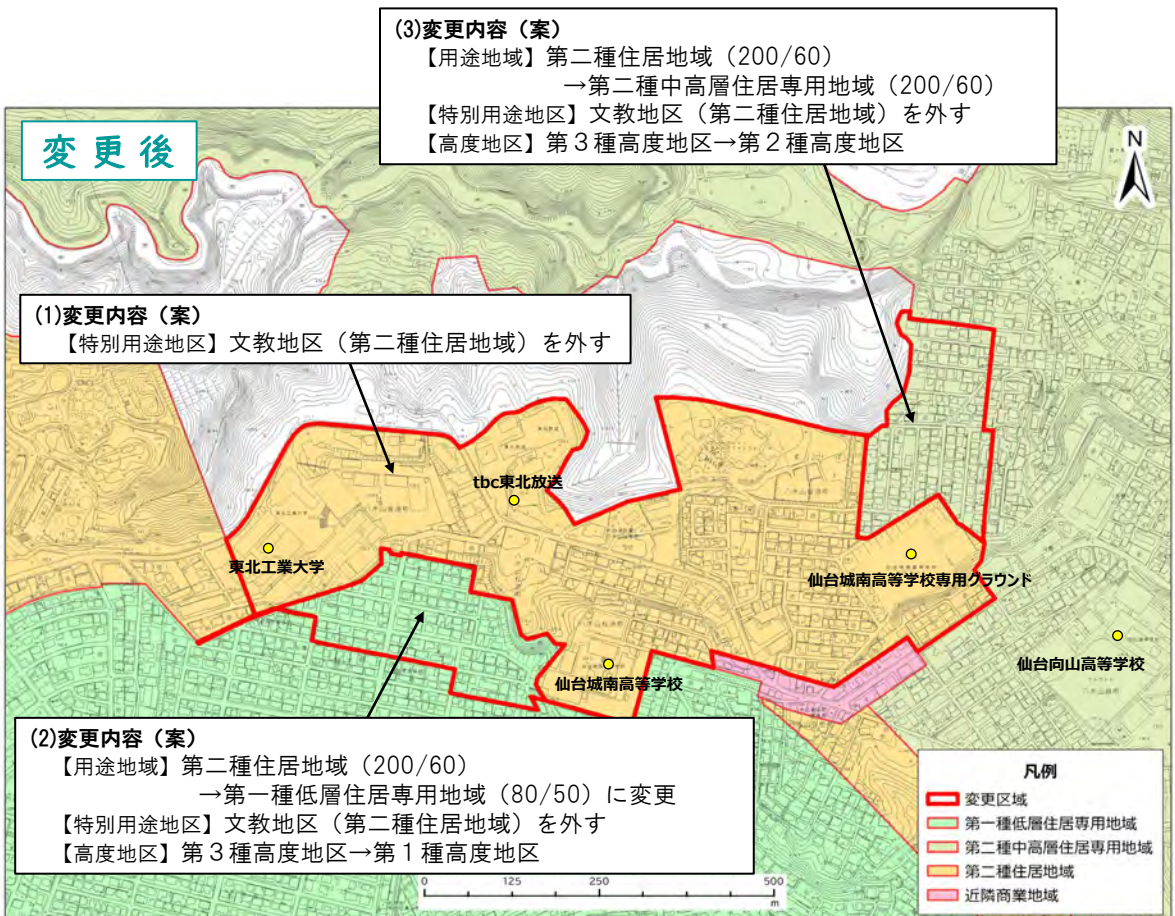 (3)変更内容（案）
【用途地域】第二種住居地域（200/60）
→第二種中高層住居専用地域（200/60）
【特別用途地区】文教地区（第二種住居地域）を外す
【高度地区】第３種高度地区→第２種高度地区
変更後
N
(1)変更内容（案）
【特別用途地区】文教地区（第二種住居地域）を外す
tbc東北放送
東北工業大学
仙台城南高等学校専用グラウンド
仙台向山高等学校
仙台城南高等学校
(2)変更内容（案）
【用途地域】第二種住居地域（200/60）
→第一種低層住居専用地域（80/50）に変更
【特別用途地区】文教地区（第二種住居地域）を外す
【高度地区】第３種高度地区→第１種高度地区
凡例
変更区域
第一種低層住居専用地域
第二種中高層住居専用地域
第二種住居地域
近隣商業地域
0 125 250 500
m